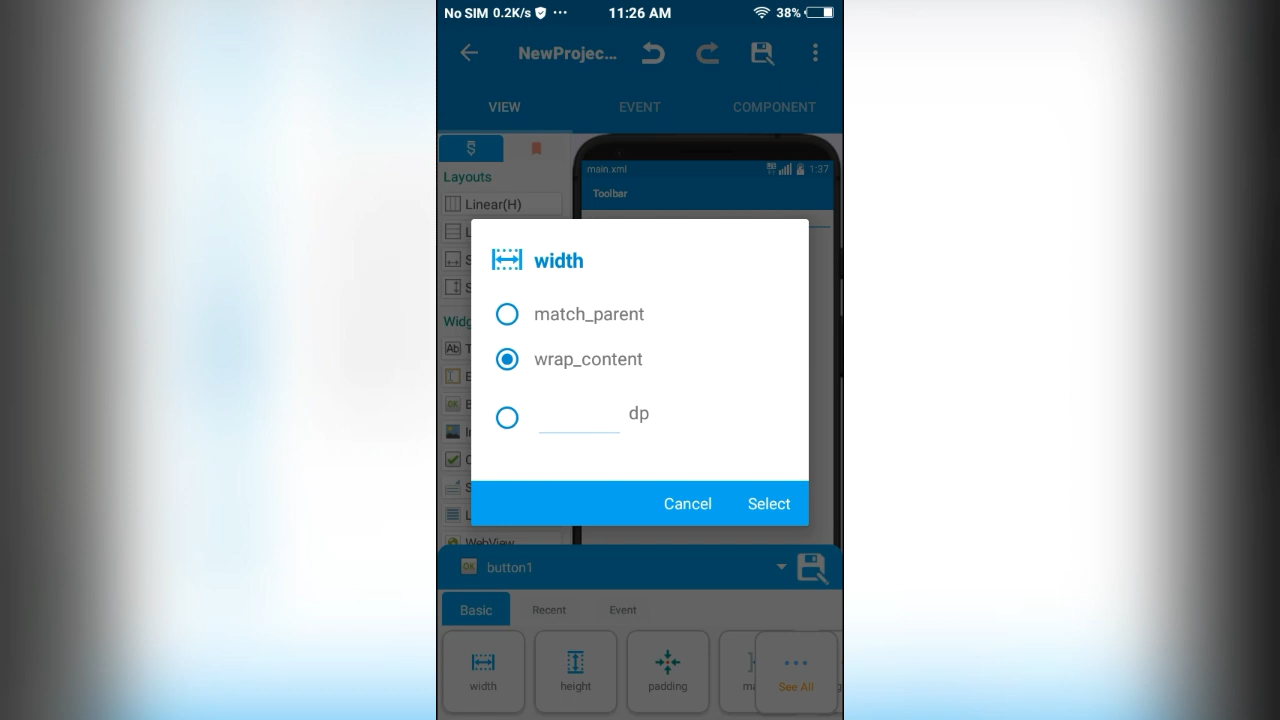 No SIM 0.2K/s ... 11:26 AM 38%
NewProjec...
VIEW EVENT COMPONENT
main.xml 1:37
Toolbar
Layouts
Linear(H)
width
match_parent
wrap_content
dp
Cancel Select
WebView
OK button1
Basic Recent Event
width height padding See All